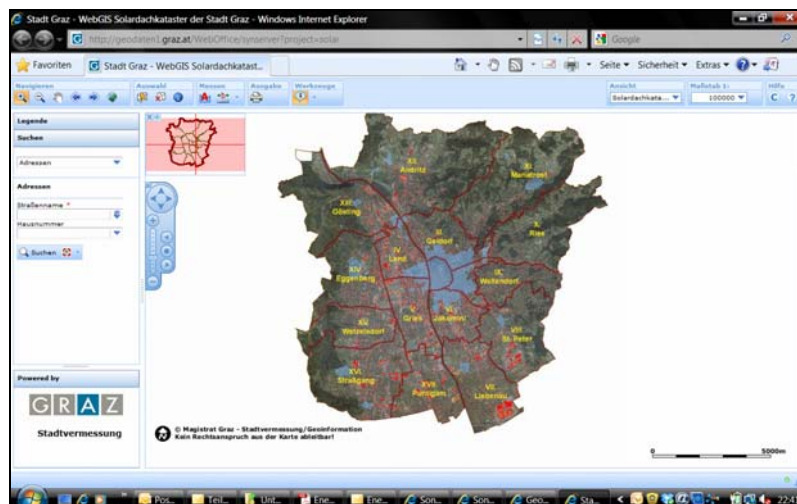 Stadt Graz - WebGIS Solardachkataster der Stadt Graz - Windows Internet Explorer
http://geodaten1.graz.at/WebOffice/synserver?project=solar
Google
Favoriten
Stadt Graz - WebGIS Solardachkatast...
Seite
Sicherheit
Extras
Navigieren
Auswahl
Messen
Ausgabe
Werkzeuge
Ansicht
Maßstab 1:
Hilfe
Solardachkata...
100000
Legende
Suchen
Adressen
Adressen
Straßenname *
Hausnummer
Suchen
XII.
Andritz
XI.
Mariatrost
XIII.
Gösting
III.
Geidorf
X.
Ries
IV.
Lend
XIV.
Eggenberg
IX.
Waltendorf
V.
Gries
VI.
Jakomini
XV.
Wetzelsdorf
VIII.
St. Peter
XVI.
Straßgang
XVII.
Puntigam
VII.
Liebenau
Powered by
GRAZ
Stadtvermessung
© Magistrat Graz - Stadtvermessung/Geoinformation
Kein Rechtsanspruch aus der Karte ableitbar!
0
5000m
Pos...
Teil...
Unt...
Ene...
Ene...
Son...
Son...
Geo...
Sta...
22:4